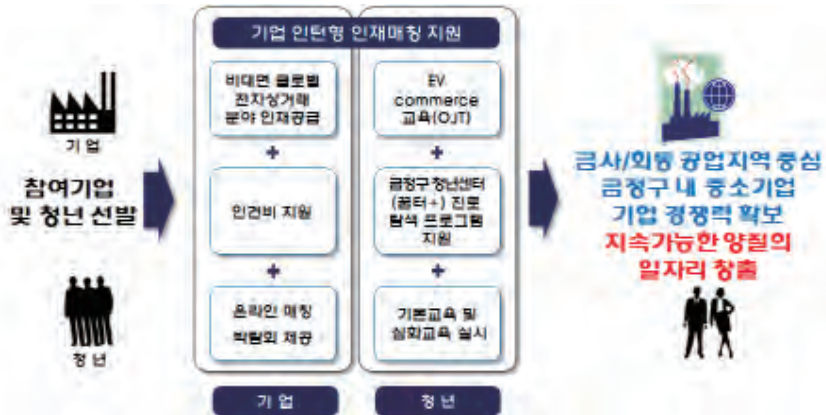 기업 인턴형 인재매칭 지원
기업
참여기업
및 청년 선발
청년
비대면 글로벌
전자상거래
분야 인재공급
+
인건비 지원
+
온라인 매칭
박람회 제공
기업
EV
commerce
교육(OJT)
+
금정구 청년센터
(꿈터+) 진로
탐색 프로그램
지원
+
기본교육 및
심화교육 실시
청년
금사/회동 공업지역 중심
금정구 내 중소기업
기업 경쟁력 확보
지속가능한 양질의
일자리 창출